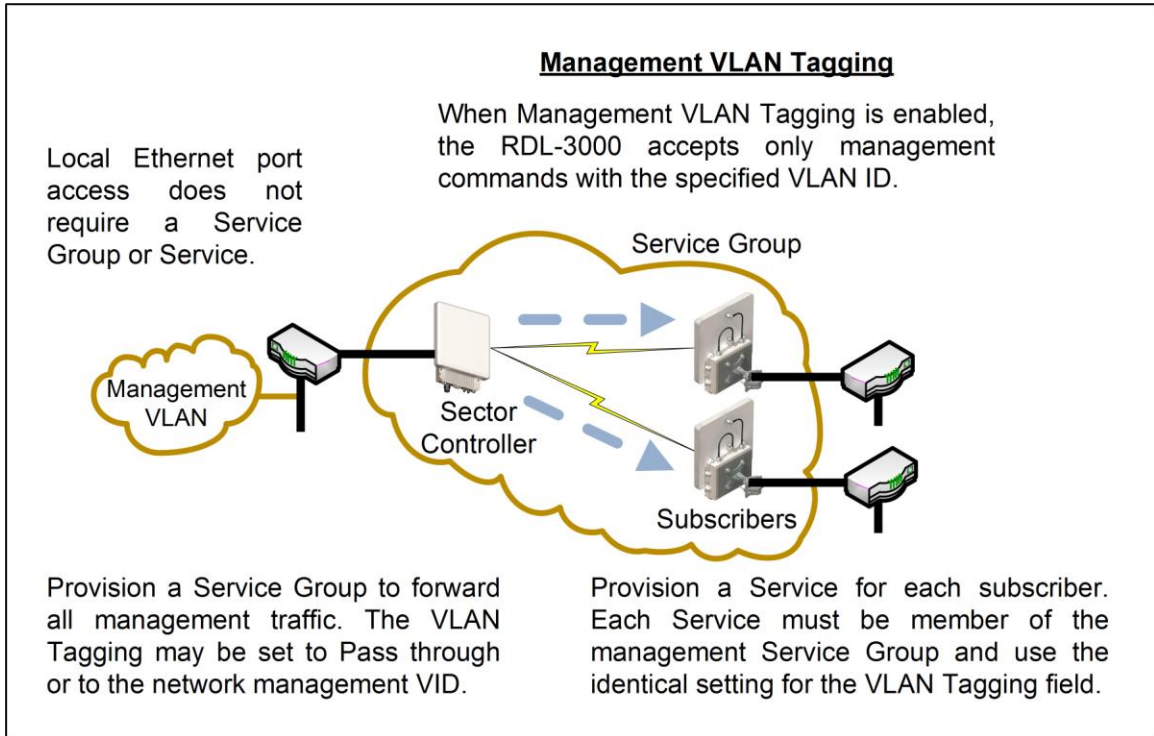 Management VLAN Tagging
When Management VLAN Tagging is enabled,
the RDL-3000 accepts only management
commands with the specified VLAN ID.
Local Ethernet port
access does not
require a Service
Group or Service.
Service Group
Management
VLAN
Sector
Controller
Subscribers
Provision a Service Group to forward
all management traffic. The VLAN
Tagging may be set to Pass through
or to the network management VID.
Provision a Service for each subscriber.
Each Service must be member of the
management Service Group and use the
identical setting for the VLAN Tagging field.